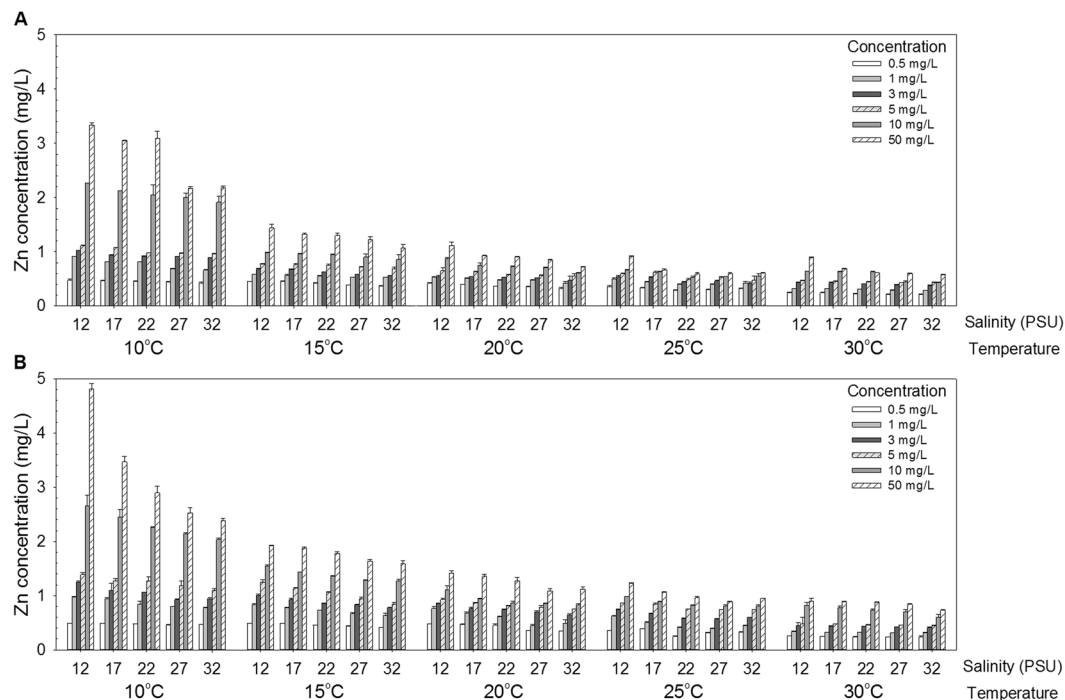 A
Zn concentration (mg/L)
5
4
3
2
1
0
Concentration
0.5 mg/L
1 mg/L
3 mg/L
5 mg/L
10 mg/L
50 mg/L
12 17 22 27 32 12 17 22 27 32 12 17 22 27 32 12 17 22 27 32 12 17 22 27 32 Salinity (PSU)
10°C 15°C 20°C 25°C 30°C Temperature
B
Zn concentration (mg/L)
5
4
3
2
1
0
Concentration
0.5 mg/L
1 mg/L
3 mg/L
5 mg/L
10 mg/L
50 mg/L
12 17 22 27 32 12 17 22 27 32 12 17 22 27 32 12 17 22 27 32 12 17 22 27 32 Salinity (PSU)
10°C 15°C 20°C 25°C 30°C Temperature